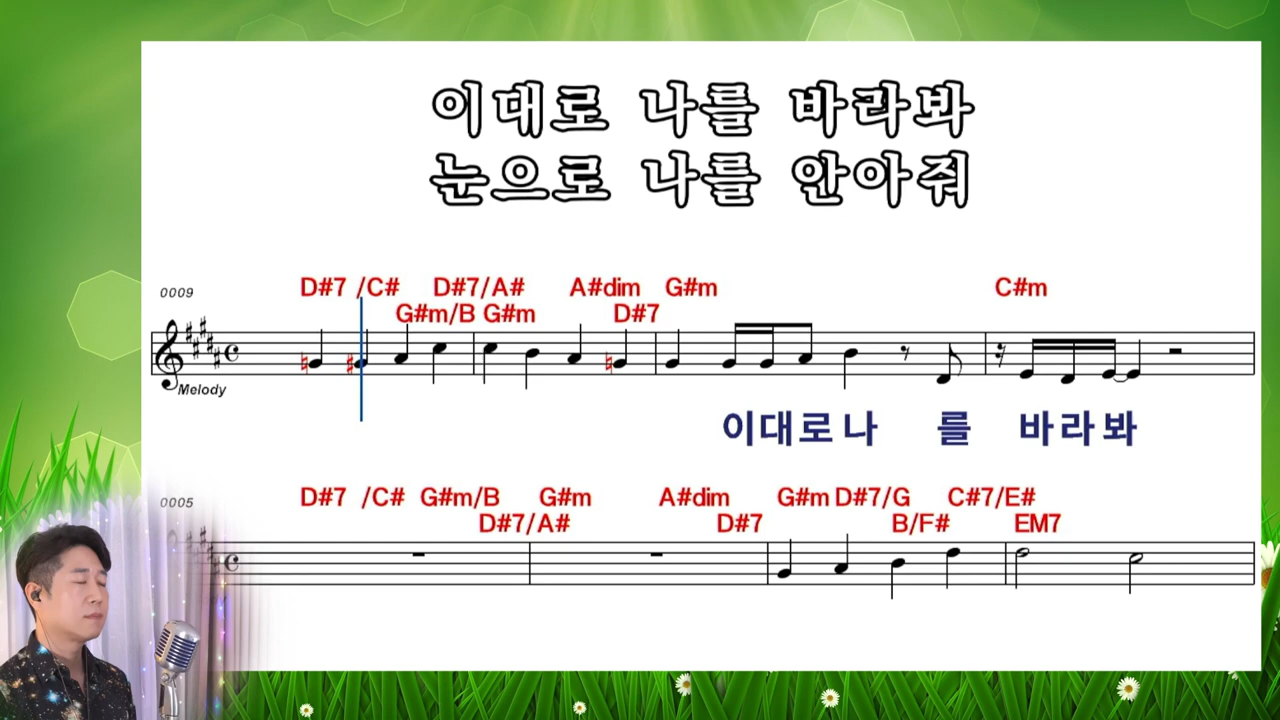 이대로 나를 바라봐
눈으로 나를 안아줘
D#7 /C# D#7/A# A#dim G#m C#m
0009
G#m/B G#m D#7
Melody
이대로나 를 바라봐
D#7 /C# G#m/B G#m A#dim G#m D#7/G C#7/E#
0005
D#7/A# D#7 B/F# EM7